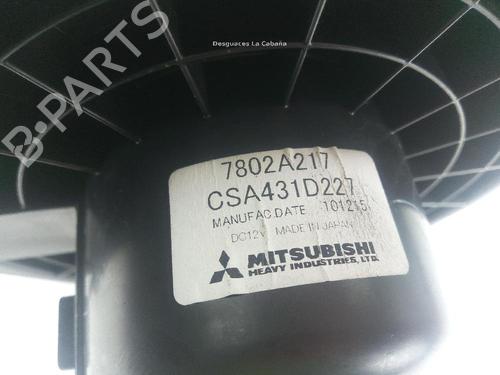 Desguaces La Cabaña
B-PARTS
7802A217
CSA431D227
MANUFAC.DATE 101215
DC12V MADE IN JAPAN
MITSUBISHI
HEAVY INDUSTRIES, LTD.